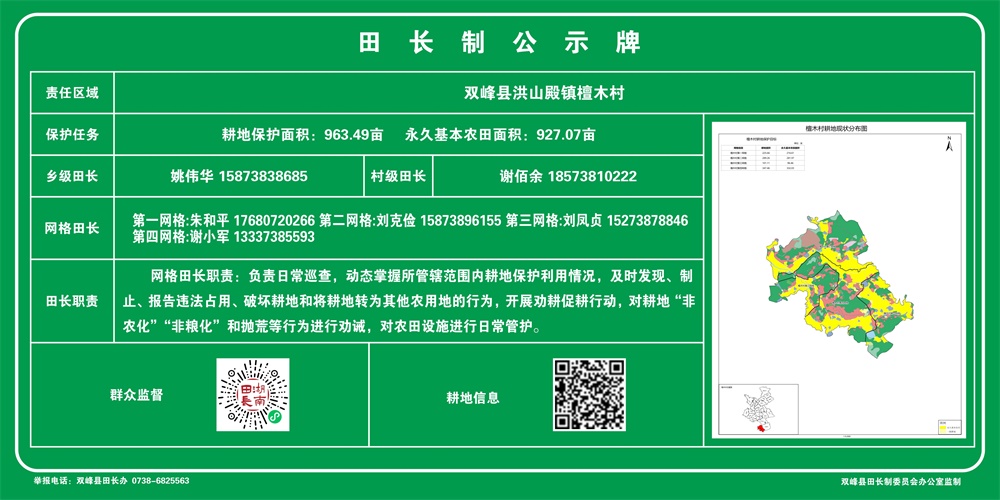 田长制公示牌
责任区域
双峰县洪山殿镇檀木村
保护任务
耕地保护面积：963.49亩 永久基本农田面积：927.07亩
乡级田长
姚伟华 15873838685
村级田长
谢佰余 18573810222
网格田长
第一网格:朱和平 17680720266 第二网格:刘克俭 15873896155 第三网格:刘凤贞 15273878846
第四网格:谢小军 13337385593
田长职责
网格田长职责：负责日常巡查，动态掌握所管辖范围内耕地保护利用情况，及时发现、制
止、报告违法占用、破坏耕地和将耕地转为其他农用地的行为，开展劝耕促耕行动，对耕地“非
农化”“非粮化”和抛荒等行为进行劝诫，对农田设施进行日常管护。
群众监督
湖南田长
耕地信息
檀木村耕地现状分布图
N
举报电话：双峰县田长办 0738-6825563
双峰县田长制委员会办公室监制